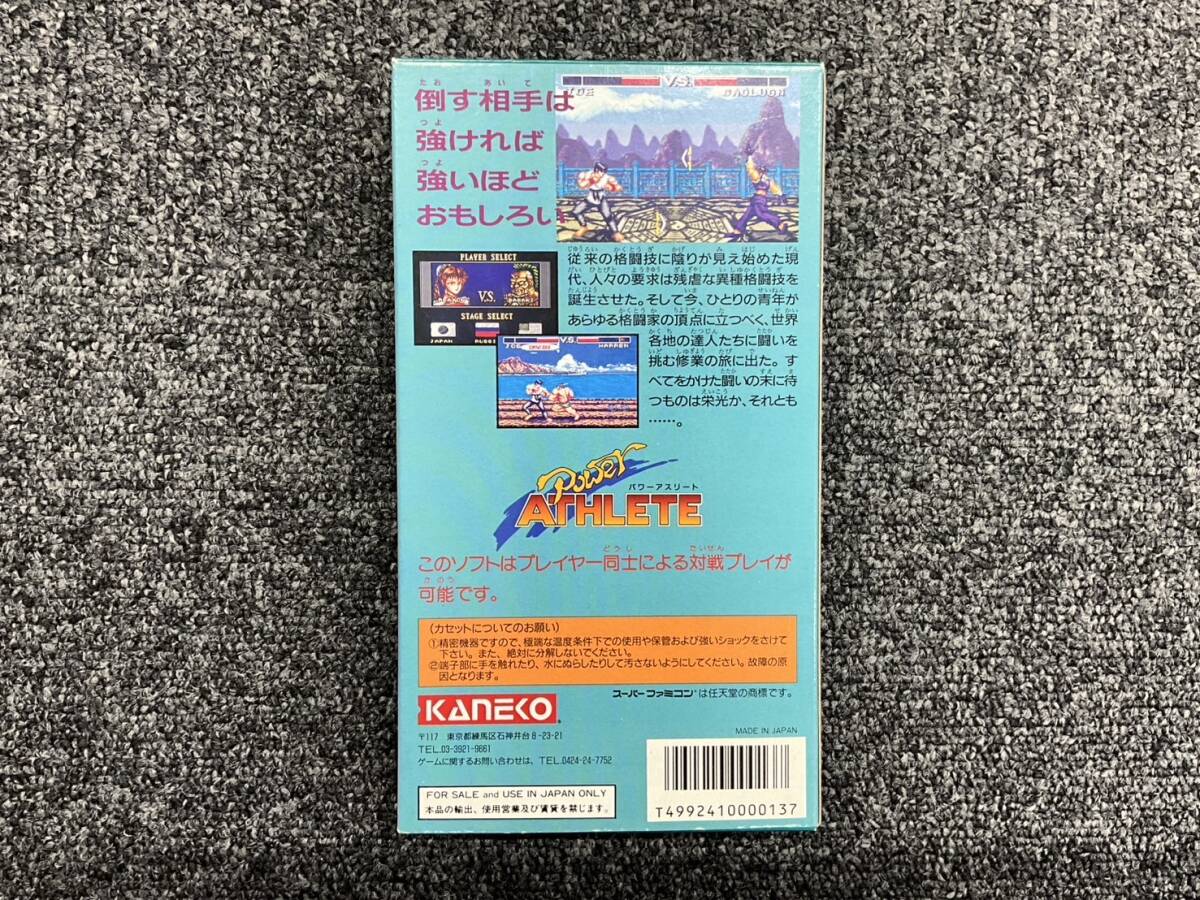 倒す相手は
強ければ
強いほど
おもしろい
JOE V.S. GAOLUON
従来の格闘技に陰りが見え始めた現
代、人々の要求は残虐な異種格闘技を
誕生させた。そして今、ひとりの青年が
あらゆる格闘家の頂点に立つべく、世界
各地の達人たちに闘いを
挑む修業の旅に出た。す
べてをかけた闘いの末に待
つものは栄光か、それとも
……。
PLAYER SELECT
V.S.
STAGE SELECT
JAPAN
JOE V.S. WARREN
Power
パワーアスリート
ATHLETE
このソフトはプレイヤー同士による対戦プレイが
可能です。
(カセットについてのお願い)
①精密機器ですので、極端な温度条件下での使用や保管および強いショックをさけて
下さい。また、絶対に分解しないでください。
②端子部に手を触れたり、水にぬらしたりして汚さないようにしてください。故障の原
因となります。
スーパーファミコンは任天堂の商標です。
KANEKO
〒117 東京都練馬区石神井台8-23-21
TEL.03-3921-9661
ゲームに関するお問い合せは、TEL.0424-24-7752
MADE IN JAPAN
FOR SALE and USE IN JAPAN ONLY
本品の輸出、使用営業及び賃貸を禁じます。
T4992410000137